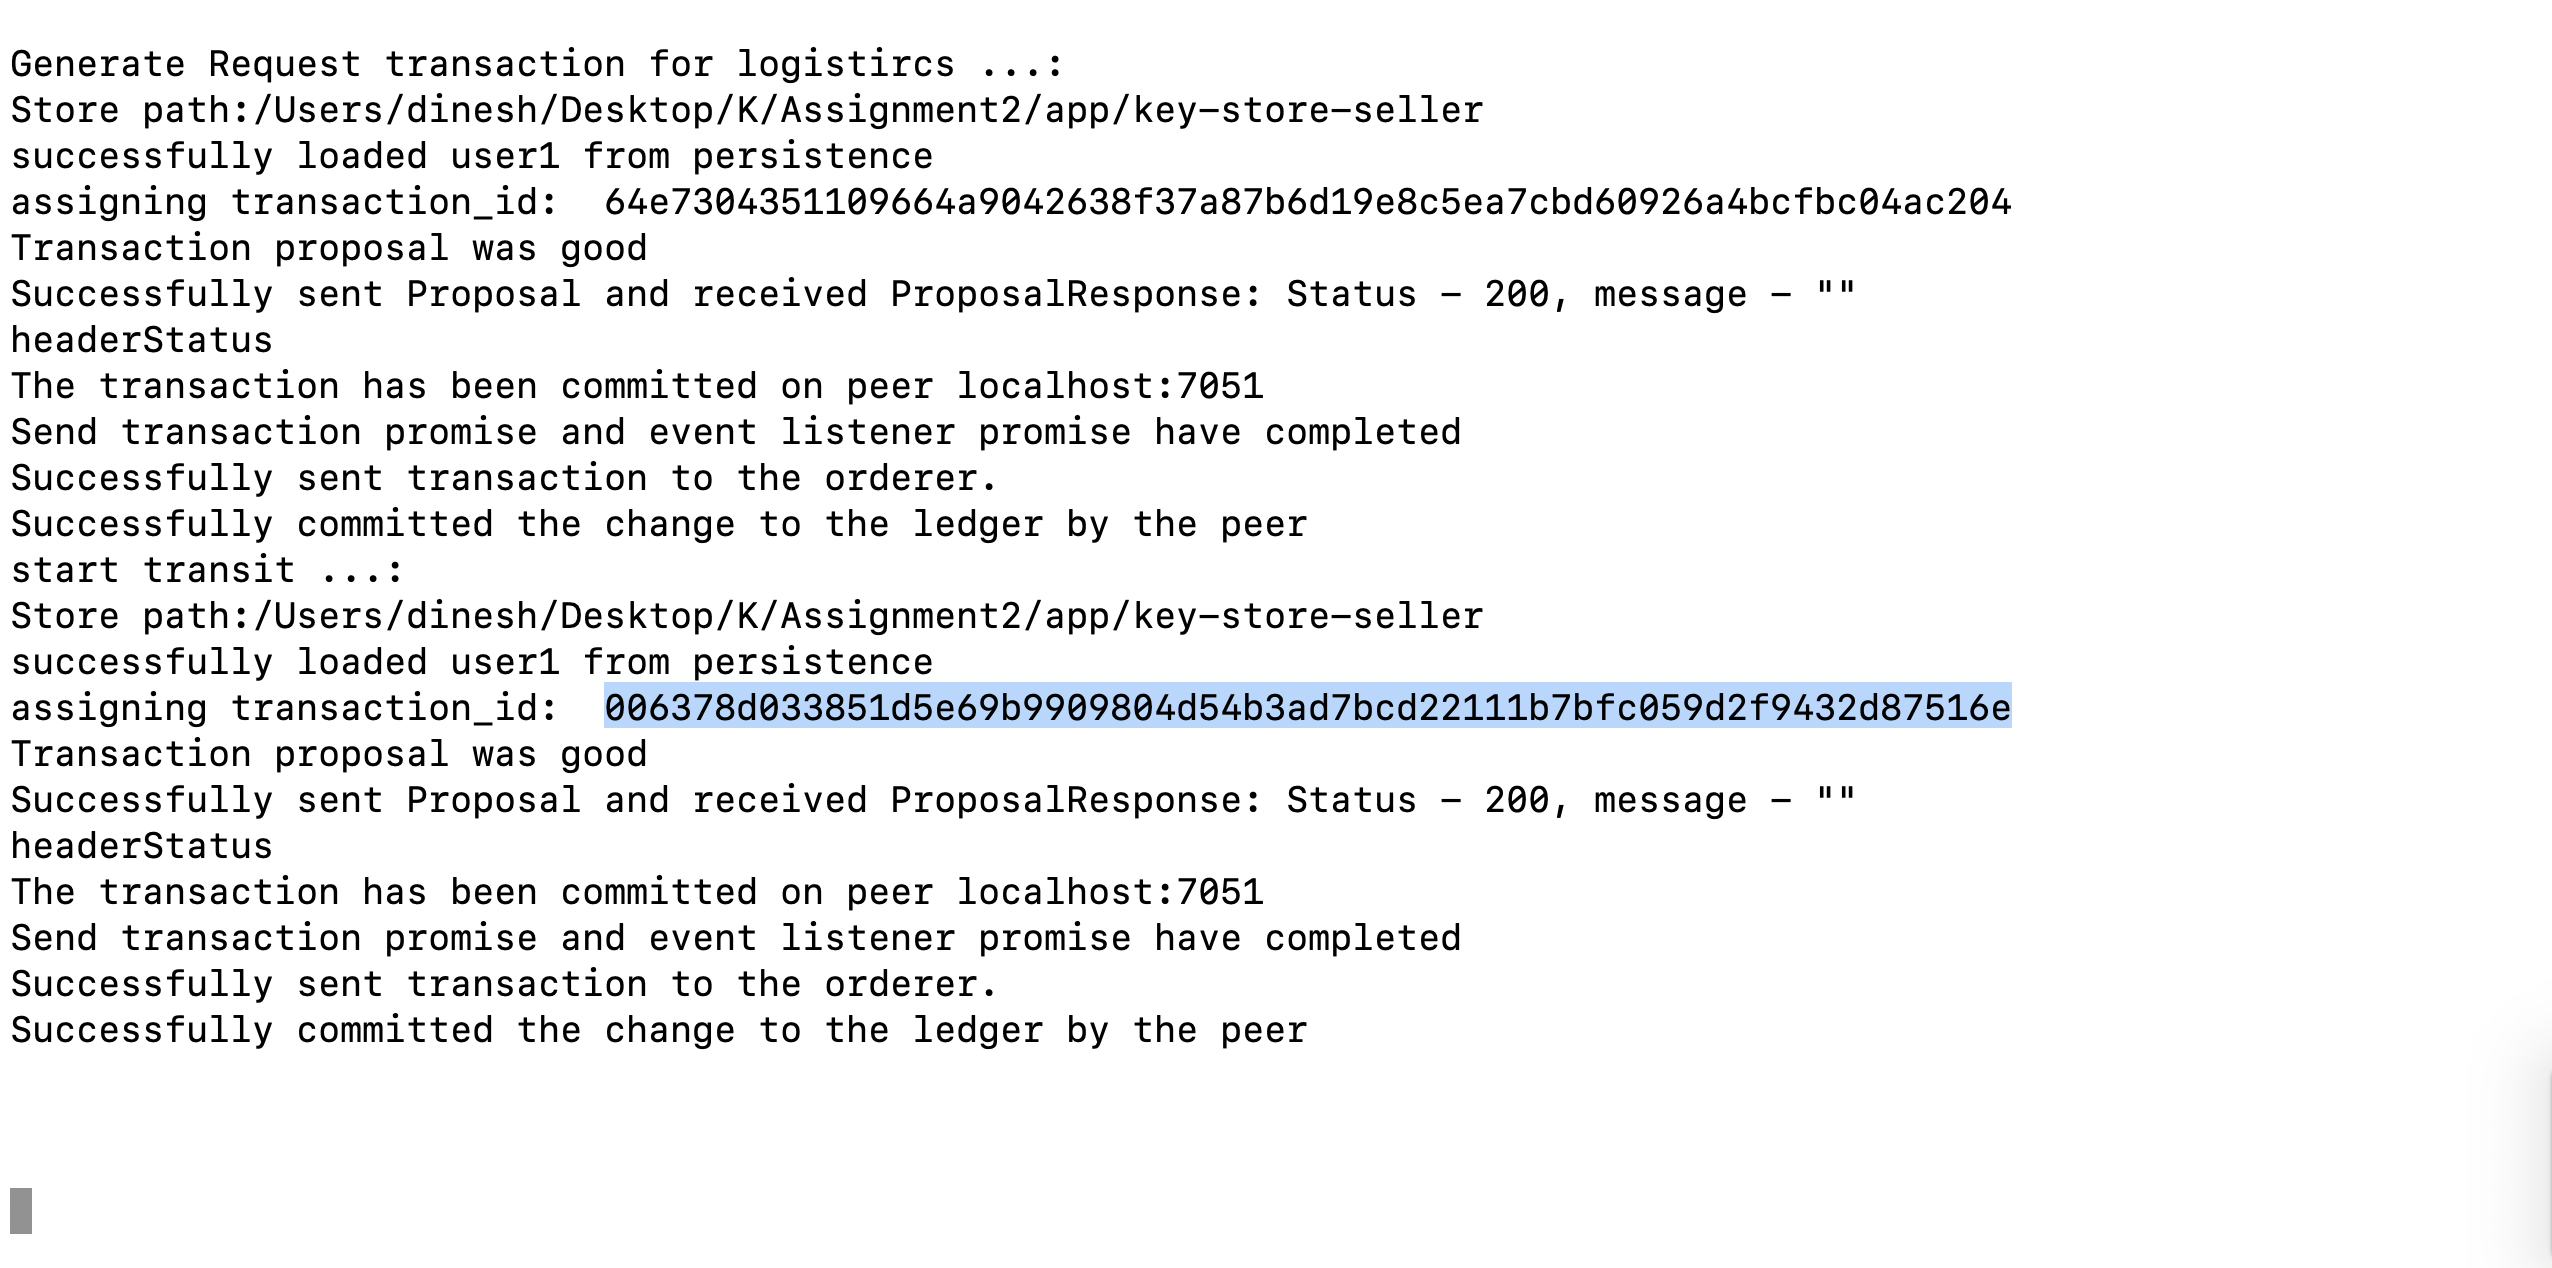 Generate Request transaction for logistircs ...:
Store path:/Users/dinesh/Desktop/K/Assignment2/app/key-store-seller
successfully loaded user1 from persistence
assigning transaction_id:  64e7304351109664a9042638f37a87b6d19e8c5ea7cbd60926a4bcfbc04ac204
Transaction proposal was good
Successfully sent Proposal and received ProposalResponse: Status - 200, message - ""
headerStatus
The transaction has been committed on peer localhost:7051
Send transaction promise and event listener promise have completed
Successfully sent transaction to the orderer.
Successfully committed the change to the ledger by the peer
start transit ...:
Store path:/Users/dinesh/Desktop/K/Assignment2/app/key-store-seller
successfully loaded user1 from persistence
assigning transaction_id:  006378d033851d5e69b9909804d54b3ad7bcd22111b7bfc059d2f9432d87516e
Transaction proposal was good
Successfully sent Proposal and received ProposalResponse: Status - 200, message - ""
headerStatus
The transaction has been committed on peer localhost:7051
Send transaction promise and event listener promise have completed
Successfully sent transaction to the orderer.
Successfully committed the change to the ledger by the peer